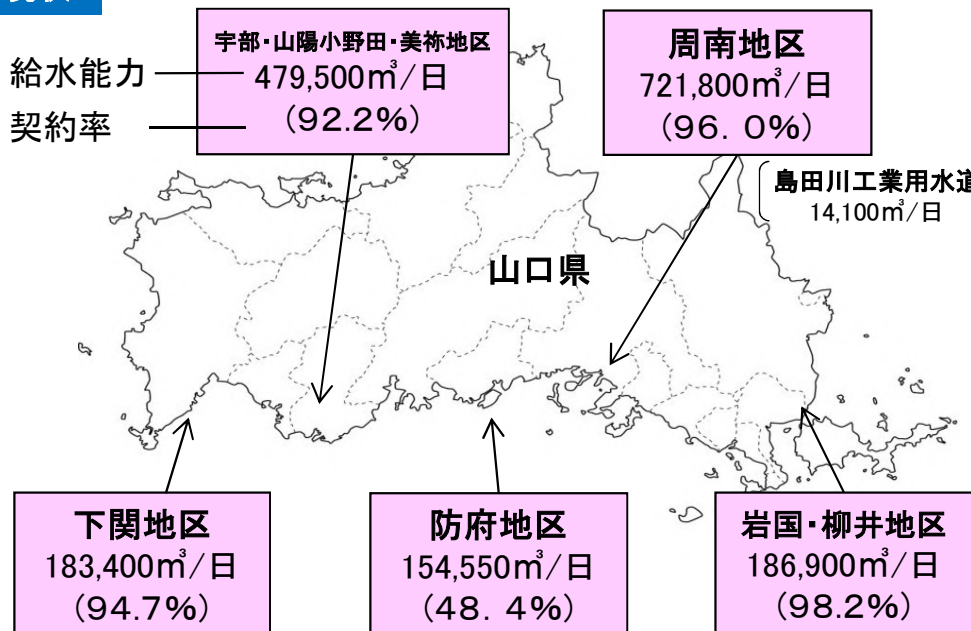 給水能力
契約率
宇部・山陽小野田・美祢地区
479,500㎥/日
(92.2%)
周南地区
721,800㎥/日
(96.0%)
島田川工業用水道
14,100㎥/日
山口県
下関地区
183,400㎥/日
(94.7%)
防府地区
154,550㎥/日
(48.4%)
岩国・柳井地区
186,900㎥/日
(98.2%)